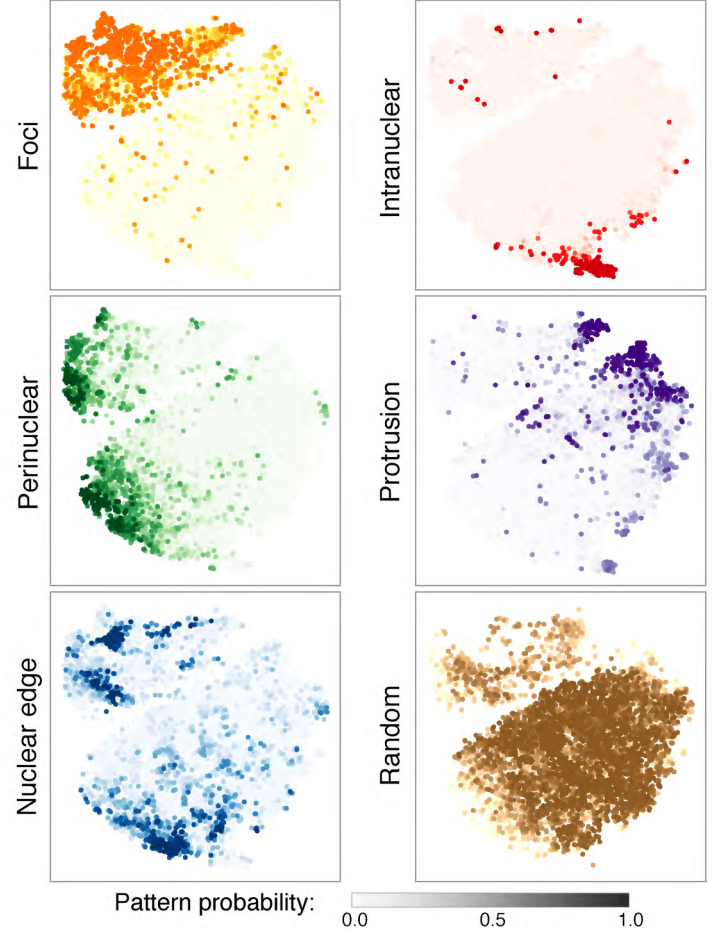 Foci
Intranuclear
Perinuclear
Protrusion
Nuclear edge
Random
Pattern probability:
0.0 0.5 1.0